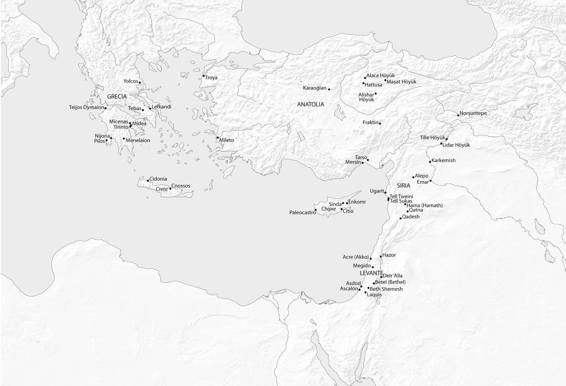 Alaca Höyük
Maşat Höyük
Yolcos
Troya
Hattusa
Karaoglan
GRECIA
Alishar
Höyük
ANATOLIA
Teijos Dymaion
Tebas
Lefkandi
Norşuntepe
Micenas
Midea
Tirinto
Fraktin
Nijoria
Menelaion
Mileto
Tille Höyük
Pilos
Lidar Höyük
Tarso
Mersin
Karkemish
Cidonia
Alepo
Emar
Cnossos
Creta
SIRIA
Ugarit
Tell Tweini
Tell Sukas
Sinda
Enkomi
Hama (Hamath)
Paleocastro
Chipre
Citio
Qatna
Qadesh
Acre (Akko)
Hazor
Megido
LEVANTE
Deir 'Alla
Betel (Bethel)
Asdod
Beth Shemesh
Ascalón
Laquis